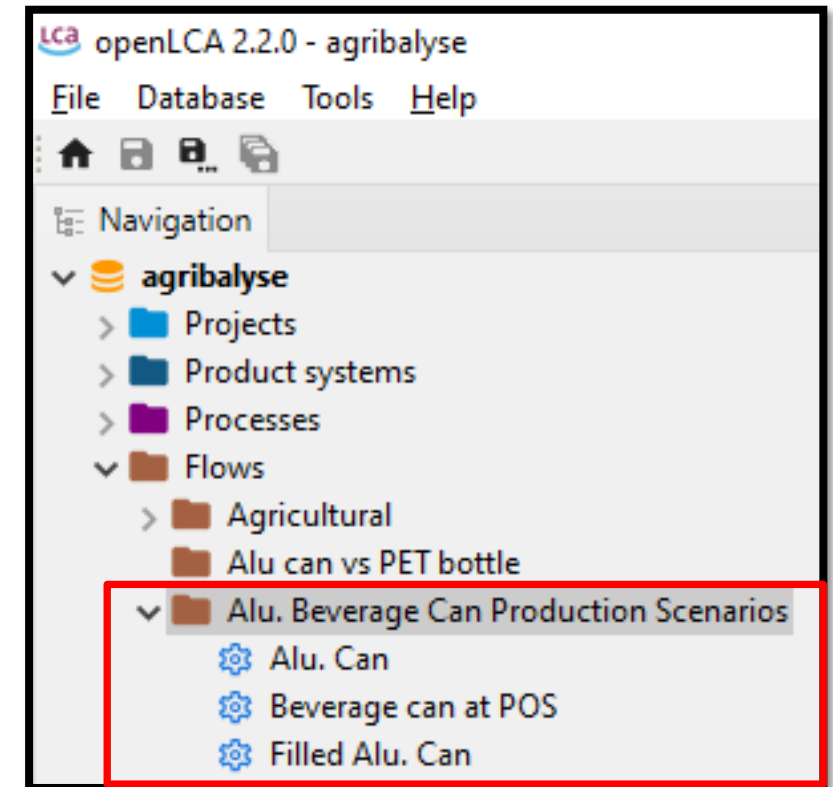 LCa openLCA 2.2.0 - agribalyse
File Database Tools Help
Navigation
agribalyse
Projects
Product systems
Processes
Flows
Agricultural
Alu can vs PET bottle
Alu. Beverage Can Production Scenarios
Alu. Can
Beverage can at POS
Filled Alu. Can